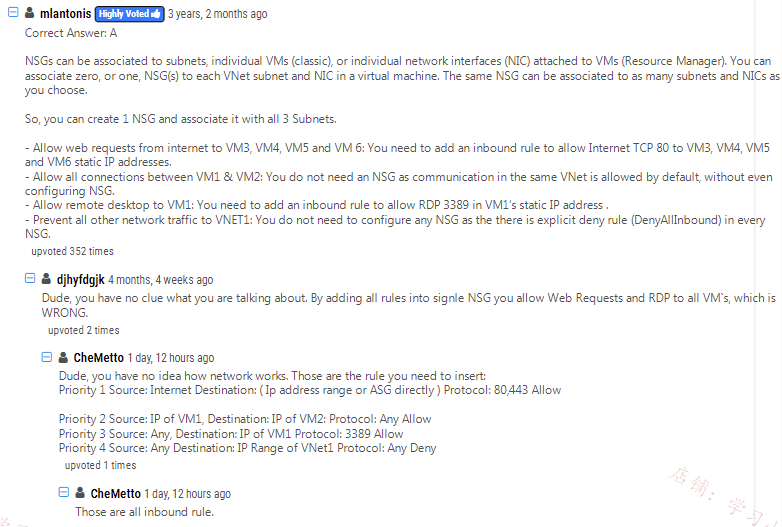 mlantonis Highly Voted 3 years, 2 months ago
Correct Answer: A
NSGs can be associated to subnets, individual VMs (classic), or individual network interfaces (NIC) attached to VMs (Resource Manager). You can
associate zero, or one, NSG(s) to each VNet subnet and NIC in a virtual machine. The same NSG can be associated to as many subnets and NICs as
you choose.
So, you can create 1 NSG and associate it with all 3 Subnets.
- Allow web requests from internet to VM3, VM4, VM5 and VM 6: You need to add an inbound rule to allow Internet TCP 80 to VM3, VM4, VM5
and VM6 static IP addresses.
- Allow all connections between VM1 & VM2: You do not need an NSG as communication in the same VNet is allowed by default, without even
configuring NSG.
- Allow remote desktop to VM1: You need to add an inbound rule to allow RDP 3389 in VM1's static IP address .
- Prevent all other network traffic to VNET1: You do not need to configure any NSG as the there is explicit deny rule (DenyAllInbound) in every
NSG.
upvoted 352 times
djhyfdgjk 4 months, 4 weeks ago
Dude, you have no clue what you are talking about. By adding all rules into signle NSG you allow Web Requests and RDP to all VM`s, which is
WRONG.
upvoted 2 times
CheMetto 1 day, 12 hours ago
Dude, you have no idea how network works. Those are the rule you need to insert:
Priority 1 Source: Internet Destination: ( Ip address range or ASG directly ) Protocol: 80,443 Allow
Priority 2 Source: IP of VM1, Destination: IP of VM2: Protocol: Any Allow
Priority 3 Source: Any, Destination: IP of VM1 Protocol: 3389 Allow
Priority 4 Source: Any Destination: IP Range of VNet1 Protocol: Any Deny
upvoted 1 times
CheMetto 1 day, 12 hours ago
Those are all inbound rule.
店铺：学习